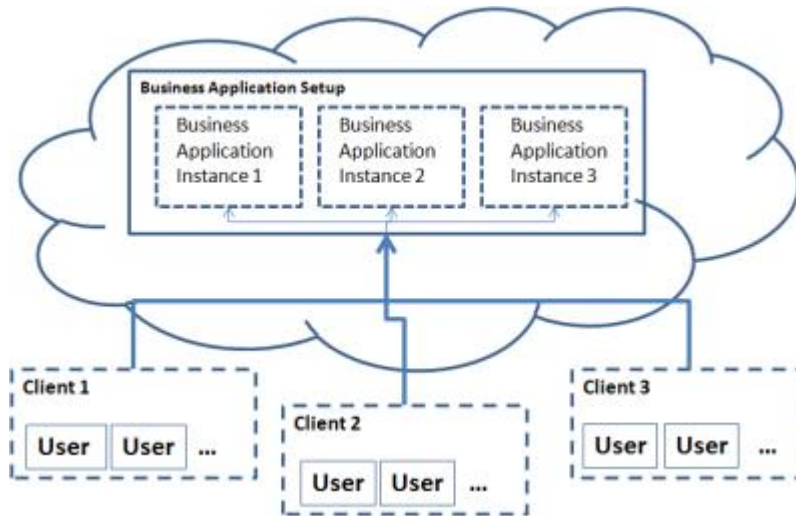 Business Application Setup
Business
Application
Instance 1
Business
Application
Instance 2
Business
Application
Instance 3
Client 1
User
User
...
Client 2
User
User
...
Client 3
User
User
...